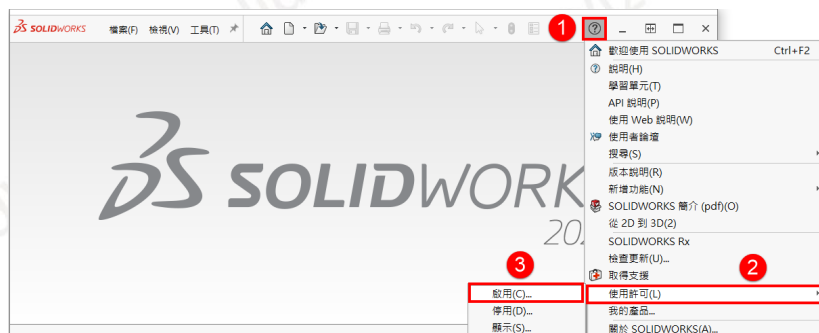 SOLIDWORKS 檔案(F) 檢視(V) 工具(T) 1
歡迎使用 SOLIDWORKS Ctrl+F2
說明(H)
學習單元(T)
API 說明(P)
使用 Web 說明(W)
使用者論壇
搜尋(S)
版本說明(R)
新增功能(N)
SOLIDWORKS 簡介 (pdf)(O)
從 2D 到 3D(2)
SOLIDWORKS Rx
檢查更新(U)...
取得支援
2
使用許可(L)
我的產品...
關於 SOLIDWORKS(A)...
SOLIDWORK
20
3
啟用(C)...
停用(D)...
顯示(S)...